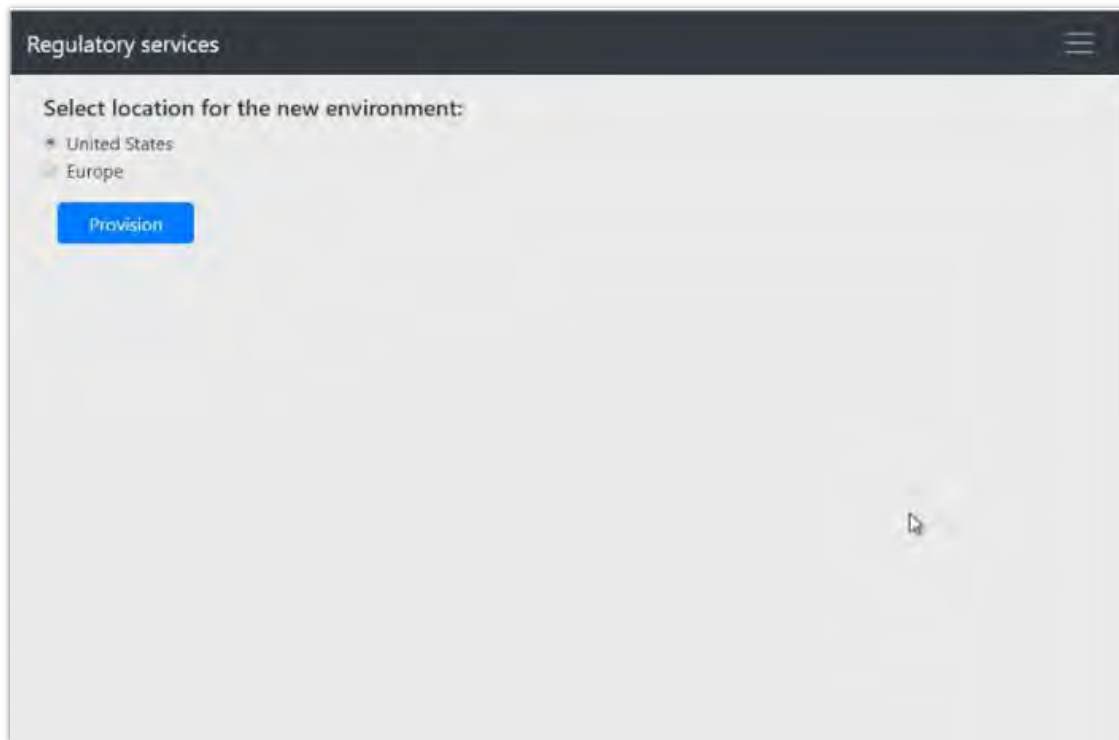 Regulatory services
Select location for the new environment:
United States
Europe
Provision